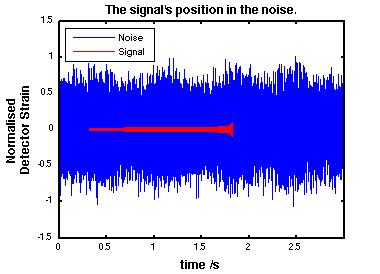 The signal's position in the noise.
1.5
Noise
Signal
1
0.5
0
-0.5
-1
-1.5
Normalised
Detector Strain
0
0.5
1
1.5
2
2.5
time /s